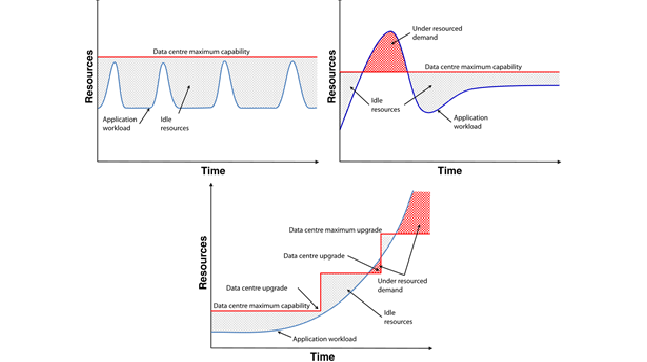 Data centre maximum capability
Resources
Application
workload
Idle
resources
Time
Under resourced
demand
Data centre maximum capability
Resources
Idle
resources
Application
workload
Time
Data centre maximum upgrade
Data centre upgrade
Under resourced
demand
Data centre upgrade
Data centre maximum capability
Idle
resources
Application workload
Resources
Time